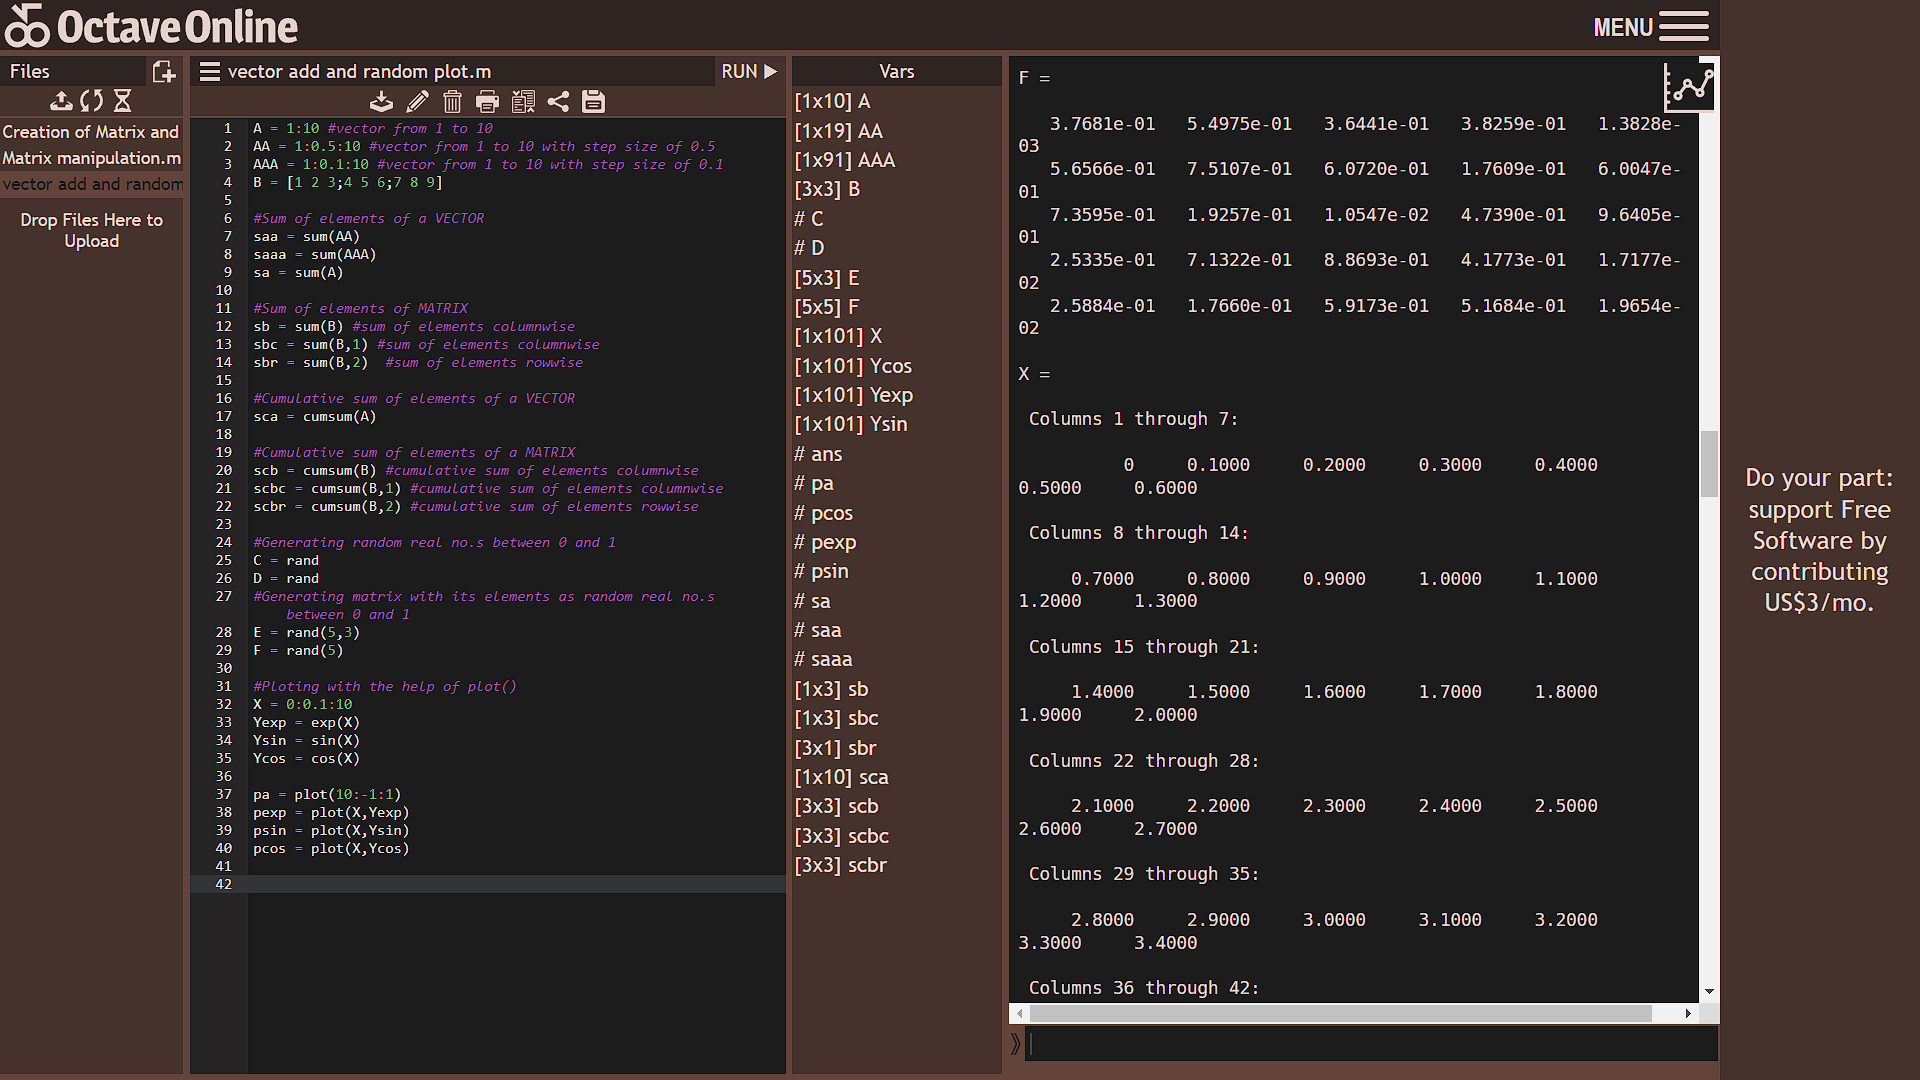 Octave Online
MENU
Files
Creation of Matrix and
Matrix manipulation.m
vector add and random
Drop Files Here to
Upload
vector add and random plot.m
RUN
1 A = 1:10 #vector from 1 to 10
2 AA = 1:0.5:10 #vector from 1 to 10 with step size of 0.5
3 AAA = 1:0.1:10 #vector from 1 to 10 with step size of 0.1
4 B = [1 2 3;4 5 6;7 8 9]
5
6 #Sum of elements of a VECTOR
7 saa = sum(AA)
8 saaa = sum(AAA)
9 sa = sum(A)
10
11 #Sum of elements of MATRIX
12 sb = sum(B) #sum of elements columnwise
13 sbc = sum(B,1) #sum of elements columnwise
14 sbr = sum(B,2)  #sum of elements rowwise
15
16 #Cumulative sum of elements of a VECTOR
17 sca = cumsum(A)
18
19 #Cumulative sum of elements of a MATRIX
20 scb = cumsum(B) #cumulative sum of elements columnwise
21 scbc = cumsum(B,1) #cumulative sum of elements columnwise
22 scbr = cumsum(B,2) #cumulative sum of elements rowwise
23
24 #Generating random real no.s between 0 and 1
25 C = rand
26 D = rand
27 #Generating matrix with its elements as random real no.s
between 0 and 1
28 E = rand(5,3)
29 F = rand(5)
30
31 #Ploting with the help of plot()
32 X = 0:0.1:10
33 Yexp = exp(X)
34 Ysin = sin(X)
35 Ycos = cos(X)
36
37 pa = plot(10:-1:1)
38 pexp = plot(X,Yexp)
39 psin = plot(X,Ysin)
40 pcos = plot(X,Ycos)
41
42
Vars
[1x10] A
[1x19] AA
[1x91] AAA
[3x3] B
# C
# D
[5x3] E
[5x5] F
[1x101] X
[1x101] Ycos
[1x101] Yexp
[1x101] Ysin
# ans
# pa
# pcos
# pexp
# psin
# sa
# saa
# saaa
[1x3] sb
[1x3] sbc
[3x1] sbr
[1x10] sca
[3x3] scb
[3x3] scbc
[3x3] scbr
F =
3.7681e-01 5.4975e-01 3.6441e-01 3.8259e-01 1.3828e-
03
5.6566e-01 7.5107e-01 6.0720e-01 1.7609e-01 6.0047e-
01
7.3595e-01 1.9257e-01 1.0547e-02 4.7390e-01 9.6405e-
01
2.5335e-01 7.1322e-01 8.8693e-01 4.1773e-01 1.7177e-
02
2.5884e-01 1.7660e-01 5.9173e-01 5.1684e-01 1.9654e-
02
X =
Columns 1 through 7:
0 0.1000 0.2000 0.3000 0.4000
0.5000 0.6000
Columns 8 through 14:
0.7000 0.8000 0.9000 1.0000 1.1000
1.2000 1.3000
Columns 15 through 21:
1.4000 1.5000 1.6000 1.7000 1.8000
1.9000 2.0000
Columns 22 through 28:
2.1000 2.2000 2.3000 2.4000 2.5000
2.6000 2.7000
Columns 29 through 35:
2.8000 2.9000 3.0000 3.1000 3.2000
3.3000 3.4000
Columns 36 through 42:
Do your part:
support Free
Software by
contributing
US$3/mo.